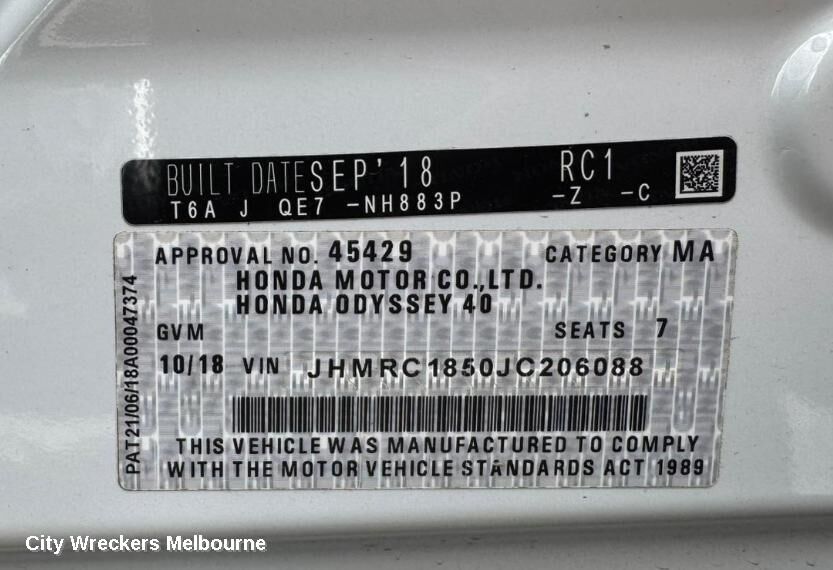 BUILT DATE SEP'18 RC1
T6A J QE7 -NH883P -Z -C
APPROVAL NO. 45429 CATEGORY MA
HONDA MOTOR CO.,LTD.
HONDA ODYSSEY 40
GVM SEATS 7
10/18 VIN JHMRC1850JC206088
THIS VEHICLE WAS MANUFACTURED TO COMPLY
WITH THE MOTOR VEHICLE STANDARDS ACT 1989
PAT21/06/18A00047374
City Wreckers Melbourne